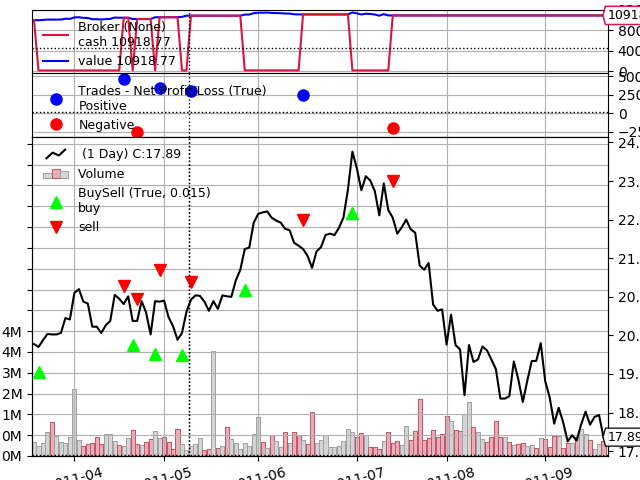 Broker (None)
cash 10918.77
value 10918.77
10918
800
400
0
Trades - Net Profit/Loss (True)
Positive
Negative
500
250
0
−25
(1 Day) C:17.89
Volume
BuySell (True, 0.015)
buy
sell
24.
23.
22.
21.
20.
20.
19.
18.
17.89
17.
4M
4M
3M
2M
1M
0M
0M
011-04
011-05
011-06
011-07
011-08
011-09